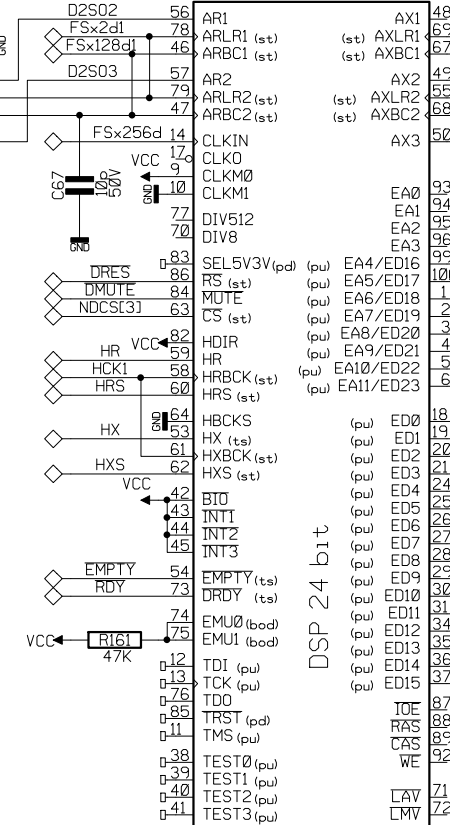 D2S02 56 AR1 AX1 48
FSx2d1 78 ARLR1 (st) (st) AXLR1 69
GND FSx128d1 46 ARBC1 (st) (st) AXBC1 67
D2S03 57 AR2 AX2 49
79 ARLR2 (st) (st) AXLR2 55
47 ARBC2 (st) AXBC2 68
FSx256d 14 CLKIN AX3 50
17 CLKO
VCC 9 CLKM0
C67 10p 50V GND 10 CLKM1 EA0 93
EA1 94
77 DIV512 EA2 95
70 DIV8 EA3 96
GND
83 SEL5V3V (pd) (pu) EA4/ED16 99
DRES 86 RS (st) (pu) EA5/ED17 100
DMUTE 84 MUTE (pu) EA6/ED18 1
NDCS[3] 63 CS (st) (pu) EA7/ED19 2
VCC 82 HDIR (pu) EA8/ED20 3
HR 59 HR (pu) EA9/ED21 4
HCK1 58 HRBCK (st) (pu) EA10/ED22 5
HRS 60 HRS (st) (pu) EA11/ED23 6
GND 64 HBCKS (pu) ED0 18
HX 53 HX (ts) (pu) ED1 19
61 HXBCK (st) (pu) ED2 20
HXS 62 HXS (st) (pu) ED3 21
VCC (pu) ED4 24
42 BIO (pu) ED5 25
43 INT1 (pu) ED6 26
44 INT2 (pu) ED7 27
45 INT3 (pu) ED8 28
EMPTY 54 EMPTY (ts) (pu) ED9 29
RDY 73 DRDY (ts) (pu) ED10 30
(pu) ED11 31
74 EMU0 (bod) (pu) ED12 34
VCC R161 47K 75 EMU1 (bod) (pu) ED13 35
12 TDI (pu) (pu) ED14 36
13 TCK (pu) (pu) ED15 37
76 TDO IOE 87
85 TRST (pd) RAS 88
11 TMS (pu) CAS 89
38 TEST0 (pu) WE 92
39 TEST1 (pu)
40 TEST2 (pu) LAV 71
41 TEST3 (pu) LMV 72
DSP 24 bit